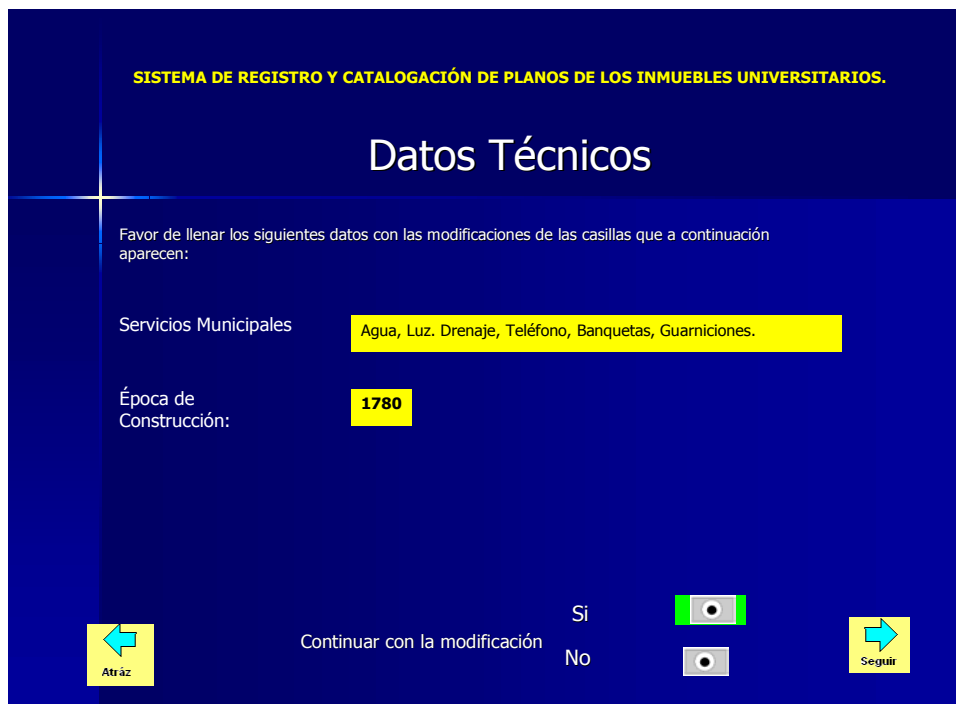 SISTEMA DE REGISTRO Y CATALOGACIÓN DE PLANOS DE LOS INMUEBLES UNIVERSITARIOS.
Datos Técnicos
Favor de llenar los siguientes datos con las modificaciones de las casillas que a continuación
aparecen:
Servicios Municipales
Agua, Luz. Drenaje, Teléfono, Banquetas, Guarniciones.
Época de
Construcción:
1780
Continuar con la modificación
Si
No
Atráz
Seguir